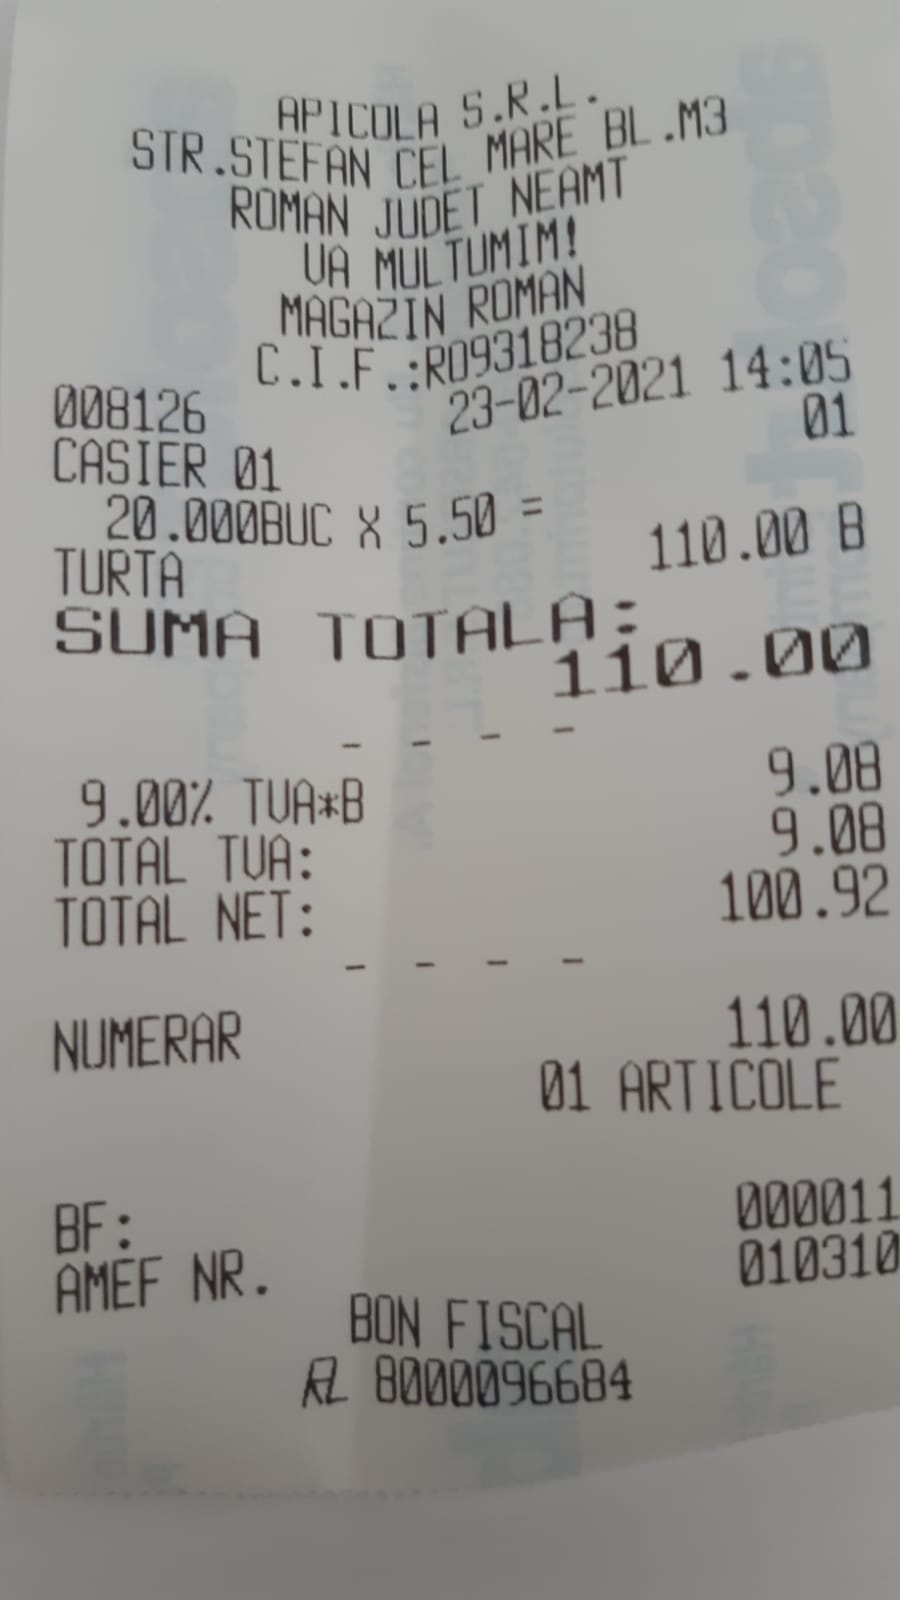 APICOLA S.R.L.
STR.STEFAN CEL MARE BL.M3
ROMAN JUDET NEAMT
VA MULTUMIM!
MAGAZIN ROMAN
C.I.F.:RO9318238
008126 23-02-2021 14:05
CASIER 01 01
20.000BUC X 5.50 =
TURTA 110.00 B
SUMA TOTALA:
110.00
- - - -
9.00% TVA*B 9.08
TOTAL TVA: 9.08
TOTAL NET: 100.92
- - - -
NUMERAR 110.00
01 ARTICOLE
BF: 000011
AMEF NR. 010310
BON FISCAL
8000096684